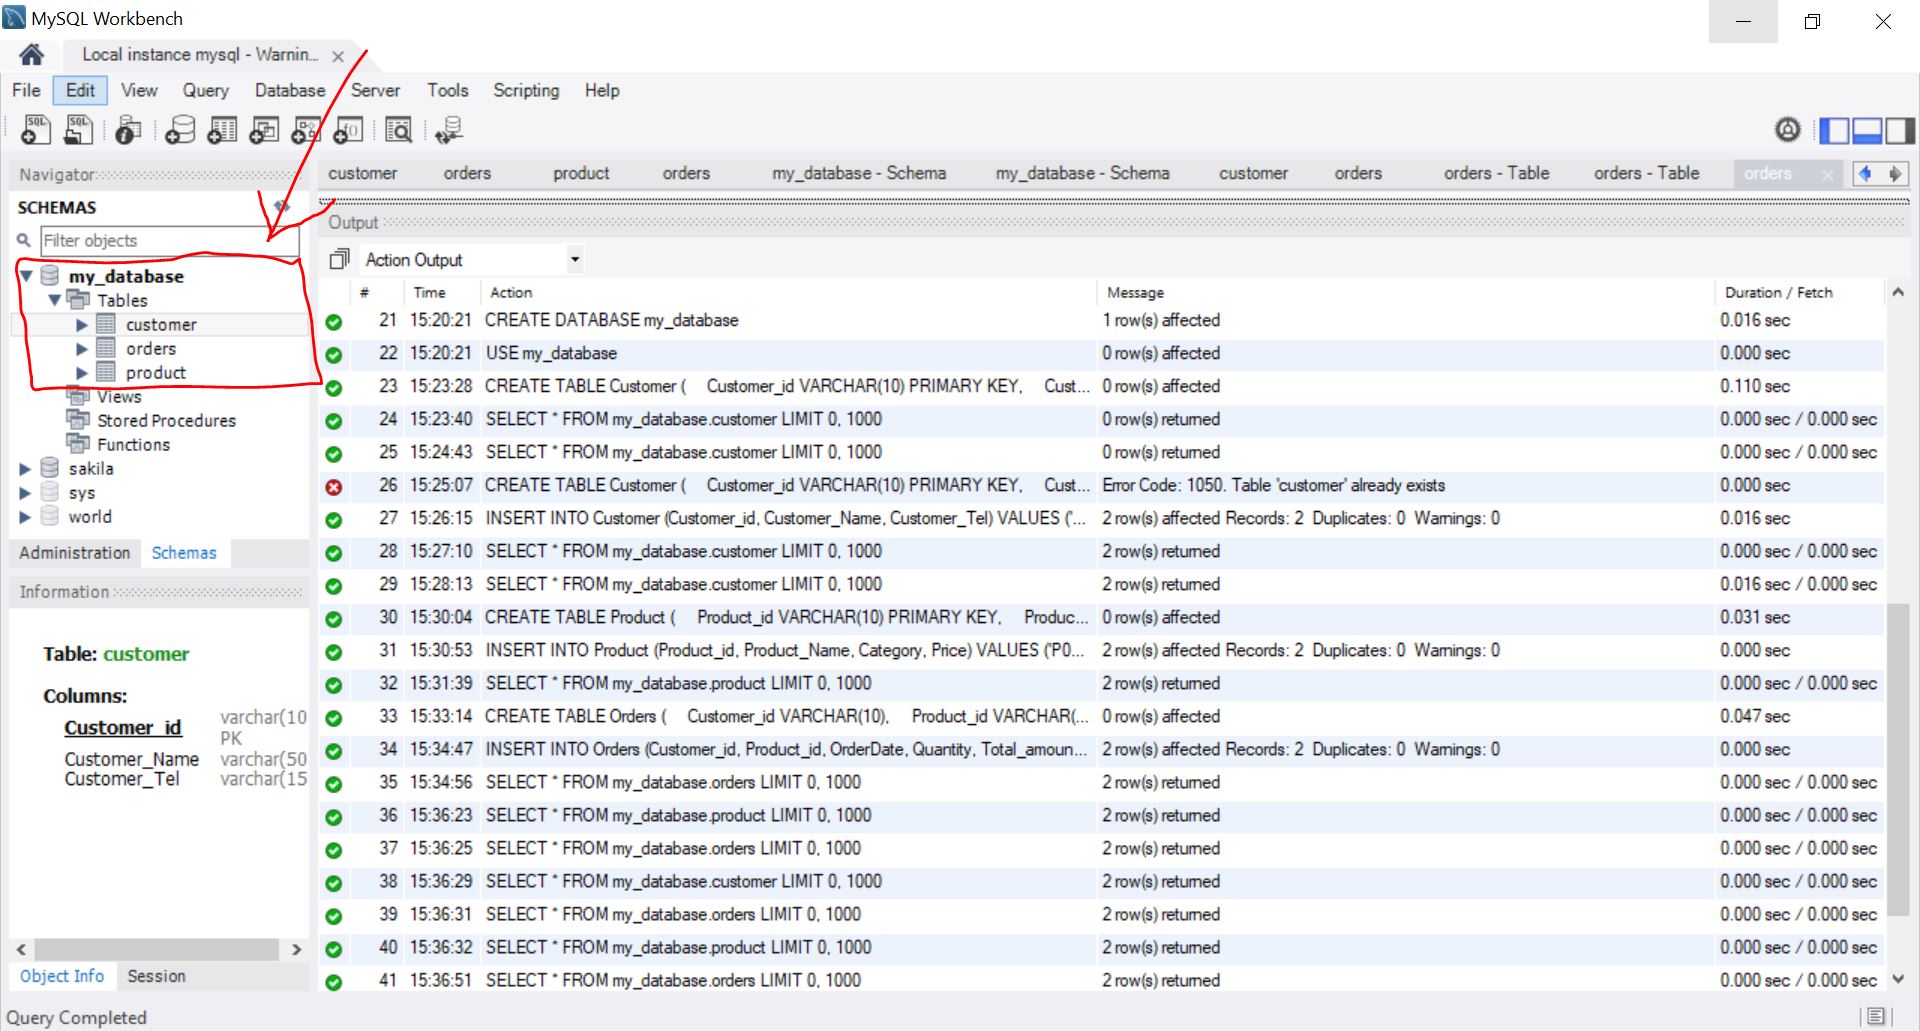 MySQL Workbench
Local instance mysql - Warnin...
File Edit View Query Database Server Tools Scripting Help
Navigator
SCHEMAS
Filter objects
my_database
Tables
customer
orders
product
Views
Stored Procedures
Functions
sakila
sys
world
Administration Schemas
Information
Table: customer
Columns:
Customer_id varchar(10
PK
Customer_Name varchar(50
Customer_Tel varchar(15
Object Info Session
customer orders product orders my_database - Schema my_database - Schema customer orders orders - Table orders - Table orders
Output
Action Output
# Time Action Message Duration / Fetch
21 15:20:21 CREATE DATABASE my_database 1 row(s) affected 0.016 sec
22 15:20:21 USE my_database 0 row(s) affected 0.000 sec
23 15:23:28 CREATE TABLE Customer ( Customer_id VARCHAR(10) PRIMARY KEY, Cust... 0 row(s) affected 0.110 sec
24 15:23:40 SELECT * FROM my_database.customer LIMIT 0, 1000 0 row(s) returned 0.000 sec / 0.000 sec
25 15:24:43 SELECT * FROM my_database.customer LIMIT 0, 1000 0 row(s) returned 0.000 sec / 0.000 sec
26 15:25:07 CREATE TABLE Customer ( Customer_id VARCHAR(10) PRIMARY KEY, Cust... Error Code: 1050. Table 'customer' already exists 0.000 sec
27 15:26:15 INSERT INTO Customer (Customer_id, Customer_Name, Customer_Tel) VALUES ('... 2 row(s) affected Records: 2 Duplicates: 0 Warnings: 0 0.016 sec
28 15:27:10 SELECT * FROM my_database.customer LIMIT 0, 1000 2 row(s) returned 0.000 sec / 0.000 sec
29 15:28:13 SELECT * FROM my_database.customer LIMIT 0, 1000 2 row(s) returned 0.016 sec / 0.000 sec
30 15:30:04 CREATE TABLE Product ( Product_id VARCHAR(10) PRIMARY KEY, Produc... 0 row(s) affected 0.031 sec
31 15:30:53 INSERT INTO Product (Product_id, Product_Name, Category, Price) VALUES ('P0... 2 row(s) affected Records: 2 Duplicates: 0 Warnings: 0 0.000 sec
32 15:31:39 SELECT * FROM my_database.product LIMIT 0, 1000 2 row(s) returned 0.000 sec / 0.000 sec
33 15:33:14 CREATE TABLE Orders ( Customer_id VARCHAR(10), Product_id VARCHAR(... 0 row(s) affected 0.047 sec
34 15:34:47 INSERT INTO Orders (Customer_id, Product_id, OrderDate, Quantity, Total_amoun... 2 row(s) affected Records: 2 Duplicates: 0 Warnings: 0 0.000 sec
35 15:34:56 SELECT * FROM my_database.orders LIMIT 0, 1000 2 row(s) returned 0.000 sec / 0.000 sec
36 15:36:23 SELECT * FROM my_database.product LIMIT 0, 1000 2 row(s) returned 0.000 sec / 0.000 sec
37 15:36:25 SELECT * FROM my_database.orders LIMIT 0, 1000 2 row(s) returned 0.000 sec / 0.000 sec
38 15:36:29 SELECT * FROM my_database.customer LIMIT 0, 1000 2 row(s) returned 0.000 sec / 0.000 sec
39 15:36:31 SELECT * FROM my_database.orders LIMIT 0, 1000 2 row(s) returned 0.000 sec / 0.000 sec
40 15:36:32 SELECT * FROM my_database.product LIMIT 0, 1000 2 row(s) returned 0.000 sec / 0.000 sec
41 15:36:51 SELECT * FROM my_database.orders LIMIT 0, 1000 2 row(s) returned 0.000 sec / 0.000 sec
Query Completed